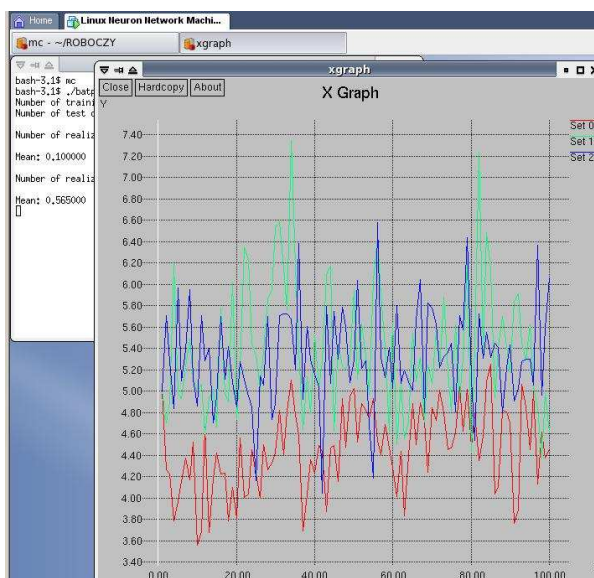 Home
Linux Neuron Network Machi...
mc - ~/ROBOCZY
xgraph
bash-3.1$ mc
bash-3.1$ ./batp
Number of traini
Number of test
Number of realiz
Mean: 0.100000
Number of realiz
Mean: 0.565000
xgraph
Close Hardcopy About
X Graph
Y
Set 0
Set 1
Set 2
7.40
7.20
7.00
6.80
6.60
6.40
6.20
6.00
5.80
5.60
5.40
5.20
5.00
4.80
4.60
4.40
4.20
4.00
3.80
3.60
3.40
0.00 20.00 40.00 60.00 80.00 100.00